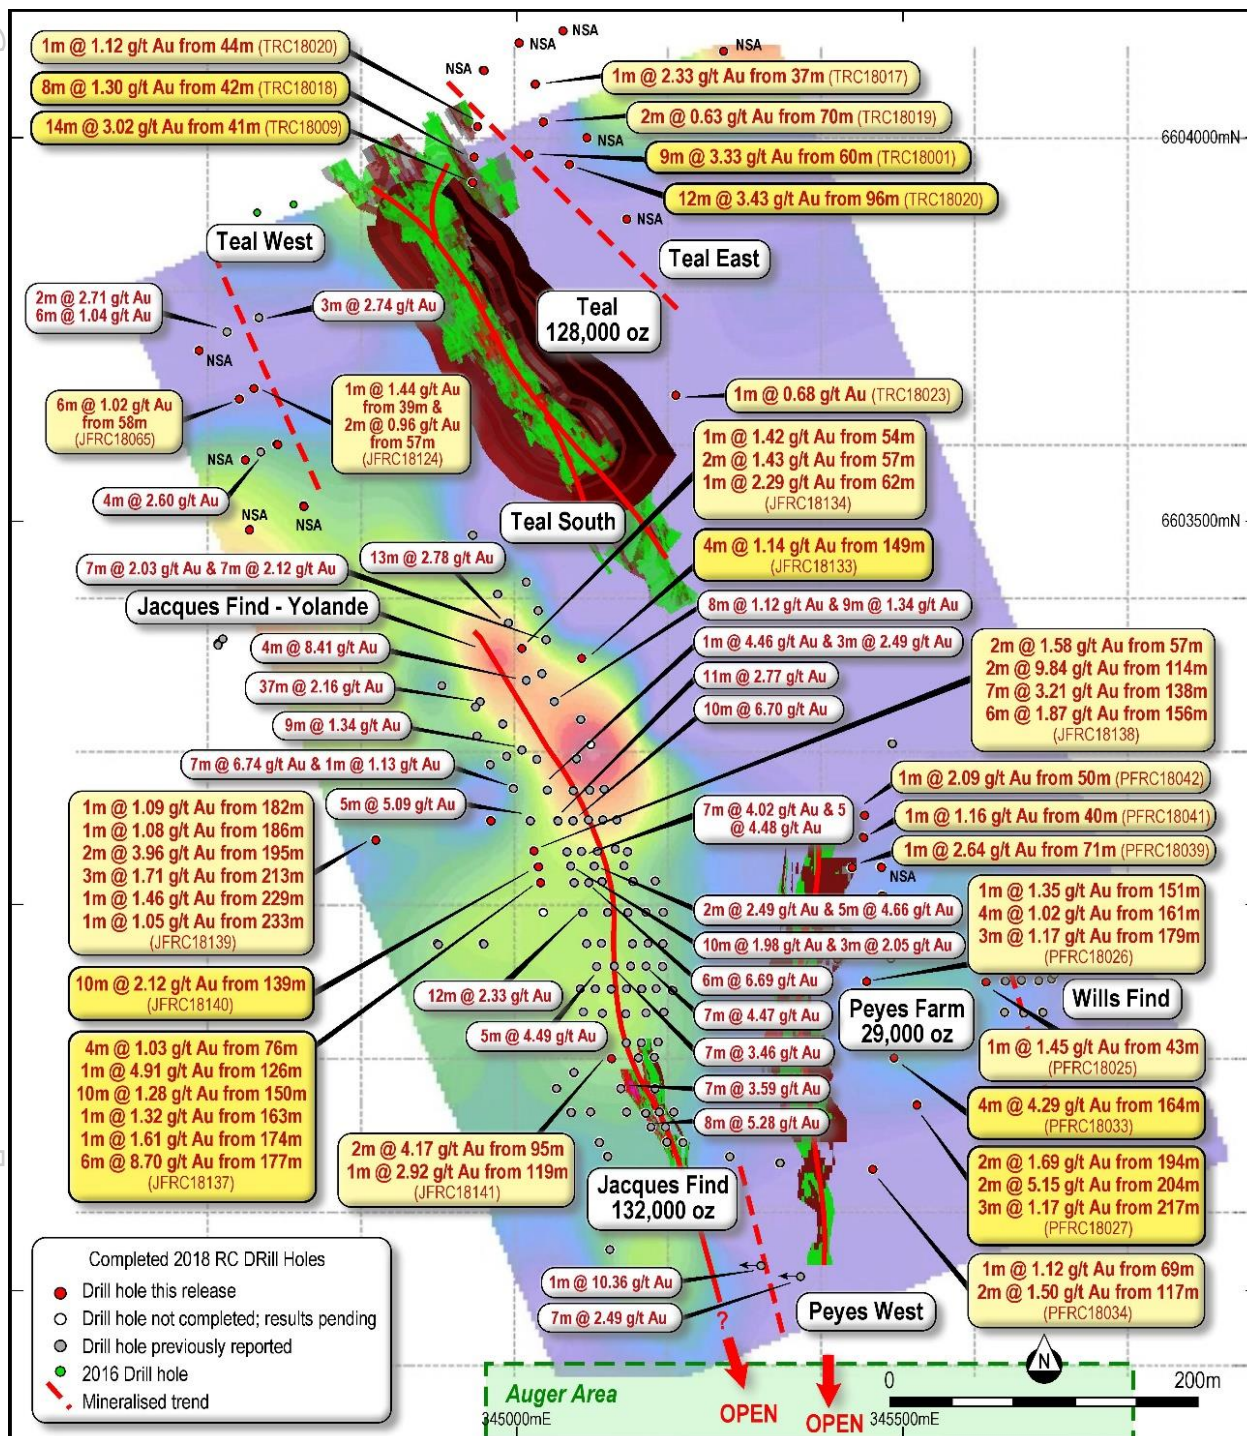 1m @ 1.12 g/t Au from 44m (TRC18020)
8m @ 1.30 g/t Au from 42m (TRC18018)
14m @ 3.02 g/t Au from 41m (TRC18009)
NSA
NSA
NSA
NSA
1m @ 2.33 g/t Au from 37m (TRC18017)
2m @ 0.63 g/t Au from 70m (TRC18019)
NSA
9m @ 3.33 g/t Au from 60m (TRC18001)
12m @ 3.43 g/t Au from 96m (TRC18020)
NSA
6604000mN
Teal West
Teal East
Teal
128,000 oz
2m @ 2.71 g/t Au
6m @ 1.04 g/t Au
3m @ 2.74 g/t Au
NSA
6m @ 1.02 g/t Au
from 58m
(JFRC18065)
1m @ 1.44 g/t Au
from 39m &
2m @ 0.96 g/t Au
from 57m
(JFRC18124)
NSA
4m @ 2.60 g/t Au
NSA
NSA
1m @ 0.68 g/t Au (TRC18023)
1m @ 1.42 g/t Au from 54m
2m @ 1.43 g/t Au from 57m
1m @ 2.29 g/t Au from 62m
(JFRC18134)
Teal South
6603500mN
4m @ 1.14 g/t Au from 149m
(JFRC18133)
13m @ 2.78 g/t Au
7m @ 2.03 g/t Au & 7m @ 2.12 g/t Au
Jacques Find - Yolande
8m @ 1.12 g/t Au & 9m @ 1.34 g/t Au
4m @ 8.41 g/t Au
1m @ 4.46 g/t Au & 3m @ 2.49 g/t Au
37m @ 2.16 g/t Au
11m @ 2.77 g/t Au
10m @ 6.70 g/t Au
9m @ 1.34 g/t Au
7m @ 6.74 g/t Au & 1m @ 1.13 g/t Au
5m @ 5.09 g/t Au
2m @ 1.58 g/t Au from 57m
2m @ 9.84 g/t Au from 114m
7m @ 3.21 g/t Au from 138m
6m @ 1.87 g/t Au from 156m
(JFRC18138)
1m @ 2.09 g/t Au from 50m (PFRC18042)
7m @ 4.02 g/t Au & 5
@ 4.48 g/t Au
1m @ 1.16 g/t Au from 40m (PFRC18041)
1m @ 2.64 g/t Au from 71m (PFRC18039)
NSA
1m @ 1.09 g/t Au from 182m
1m @ 1.08 g/t Au from 186m
2m @ 3.96 g/t Au from 195m
3m @ 1.71 g/t Au from 213m
1m @ 1.46 g/t Au from 229m
1m @ 1.05 g/t Au from 233m
(JFRC18139)
1m @ 1.35 g/t Au from 151m
4m @ 1.02 g/t Au from 161m
3m @ 1.17 g/t Au from 179m
(PFRC18026)
2m @ 2.49 g/t Au & 5m @ 4.66 g/t Au
10m @ 1.98 g/t Au & 3m @ 2.05 g/t Au
10m @ 2.12 g/t Au from 139m
(JFRC18140)
6m @ 6.69 g/t Au
12m @ 2.33 g/t Au
7m @ 4.47 g/t Au
5m @ 4.49 g/t Au
7m @ 3.46 g/t Au
7m @ 3.59 g/t Au
8m @ 5.28 g/t Au
Peyes Farm
29,000 oz
Wills Find
1m @ 1.45 g/t Au from 43m
(PFRC18025)
4m @ 1.03 g/t Au from 76m
1m @ 4.91 g/t Au from 126m
10m @ 1.28 g/t Au from 150m
1m @ 1.32 g/t Au from 163m
1m @ 1.61 g/t Au from 174m
6m @ 8.70 g/t Au from 177m
(JFRC18137)
4m @ 4.29 g/t Au from 164m
(PFRC18033)
2m @ 4.17 g/t Au from 95m
1m @ 2.92 g/t Au from 119m
(JFRC18141)
2m @ 1.69 g/t Au from 194m
2m @ 5.15 g/t Au from 204m
3m @ 1.17 g/t Au from 217m
(PFRC18027)
Jacques Find
132,000 oz
1m @ 10.36 g/t Au
7m @ 2.49 g/t Au
?
Peyes West
1m @ 1.12 g/t Au from 69m
2m @ 1.50 g/t Au from 117m
(PFRC18034)
Completed 2018 RC DRill Holes
Drill hole this release
Drill hole not completed; results pending
Drill hole previously reported
2016 Drill hole
Mineralised trend
N
0 200m
Auger Area
345000mE
OPEN
OPEN
345500mE